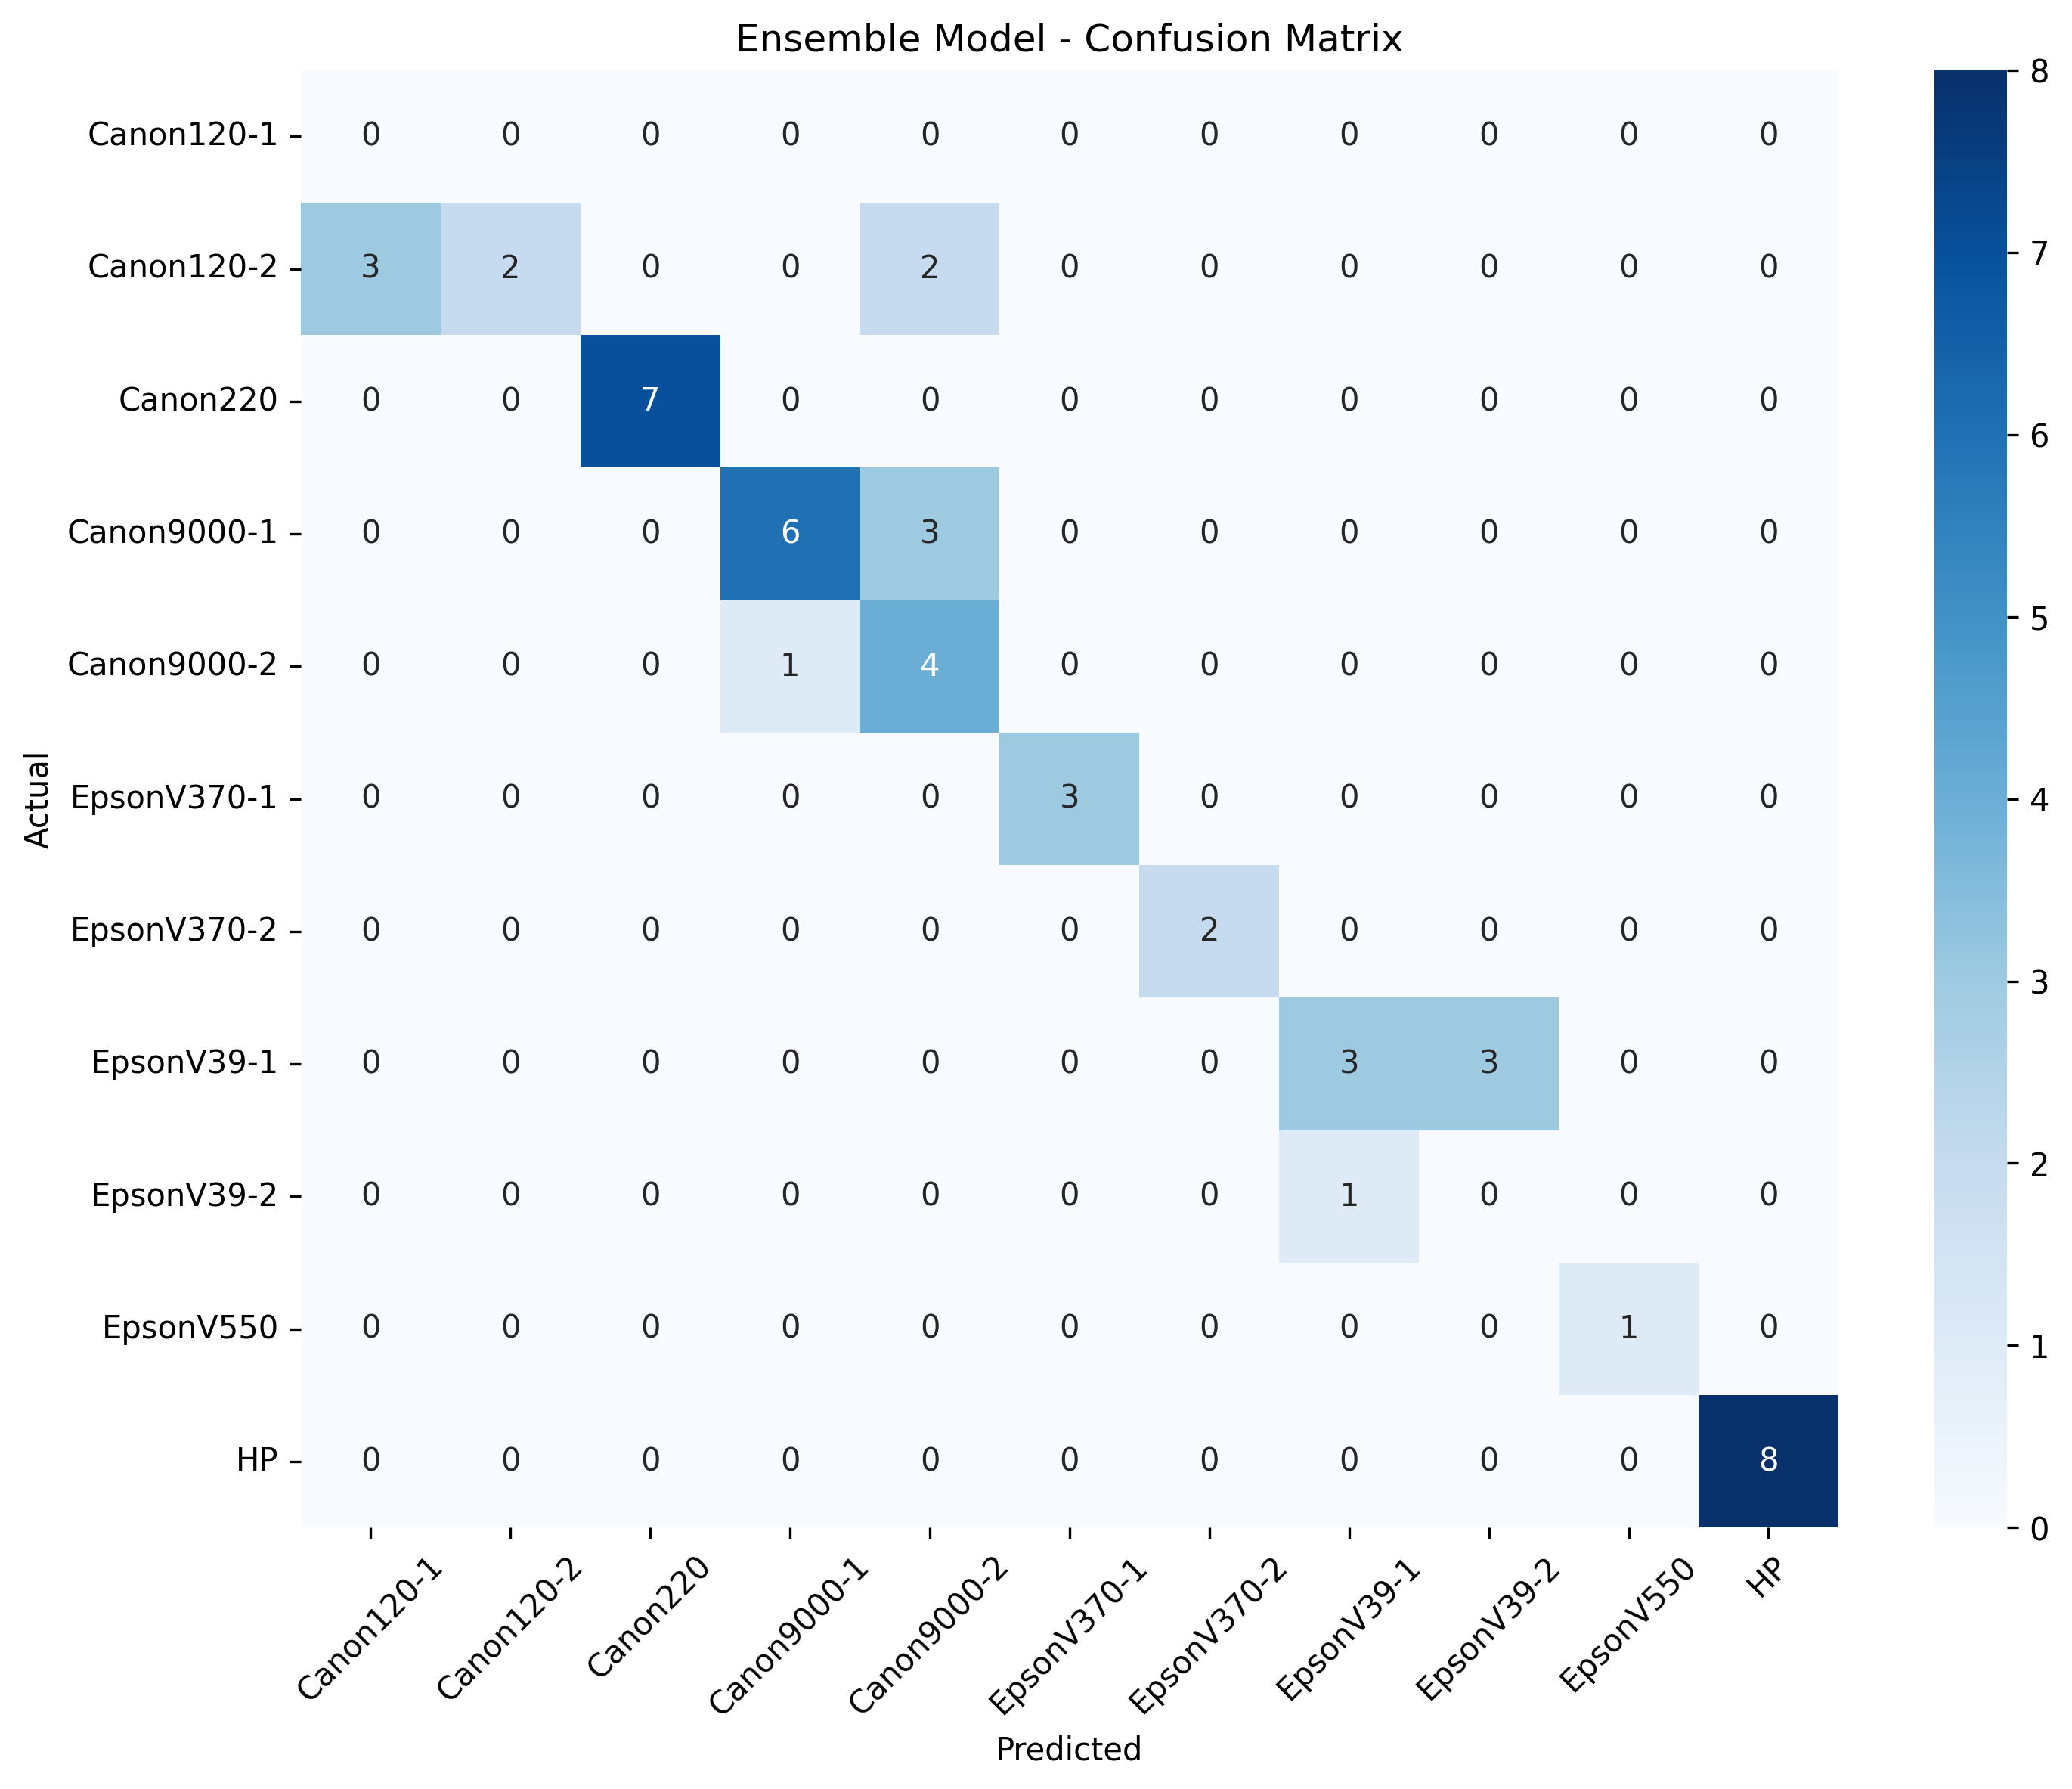 Ensemble Model - Confusion Matrix
Canon120-1 0 0 0 0 0 0 0 0 0 0 0
Canon120-2 3 2 0 0 2 0 0 0 0 0 0
Canon220 0 0 7 0 0 0 0 0 0 0 0
Canon9000-1 0 0 0 6 3 0 0 0 0 0 0
Canon9000-2 0 0 0 1 4 0 0 0 0 0 0
EpsonV370-1 0 0 0 0 0 3 0 0 0 0 0
EpsonV370-2 0 0 0 0 0 0 2 0 0 0 0
EpsonV39-1 0 0 0 0 0 0 0 3 3 0 0
EpsonV39-2 0 0 0 0 0 0 0 1 0 0 0
EpsonV550 0 0 0 0 0 0 0 0 0 1 0
HP 0 0 0 0 0 0 0 0 0 0 8
Actual
Canon120-1 Canon120-2 Canon220 Canon9000-1 Canon9000-2 EpsonV370-1 EpsonV370-2 EpsonV39-1 EpsonV39-2 EpsonV550 HP
Predicted
8
7
6
5
4
3
2
1
0